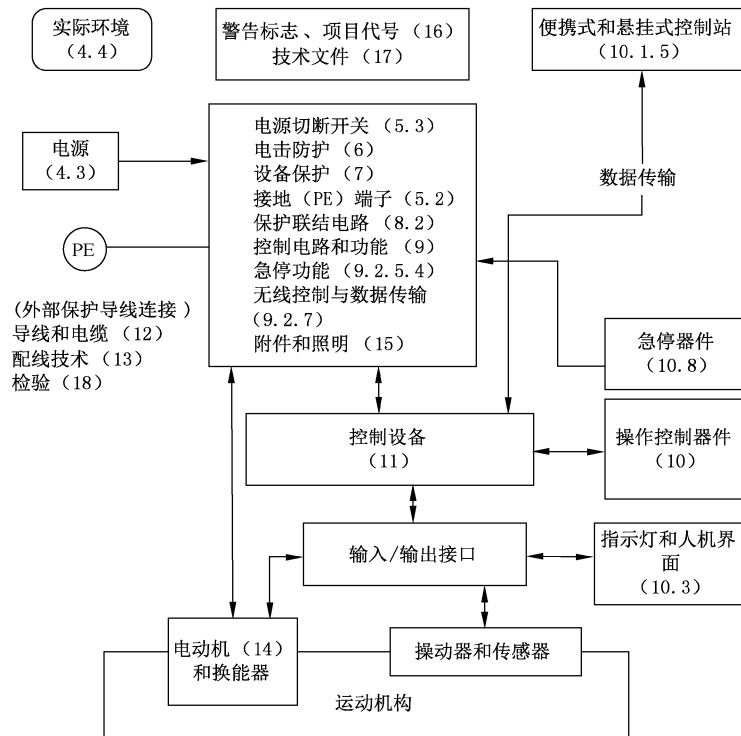 实际环境
(4.4)
警告标志、项目代号(16)
技术文件(17)
便携式和悬挂式控制站
(10.1.5)
电源
(4.3)
电源切断开关(5.3)
电击防护(6)
设备保护(7)
接地(PE)端子(5.2)
保护联结电路(8.2)
控制电路和功能(9)
急停功能(9.2.5.4)
无线控制与数据传输
(9.2.7)
附件和照明(15)
数据传输
PE
(外部保护导线连接)
导线和电缆(12)
配线技术(13)
检验(18)
急停器件
(10.8)
控制设备
(11)
操作控制器件
(10)
输入/输出接口
指示灯和人机界
面
(10.3)
电动机(14)
和换能器
操动器和传感器
运动机构